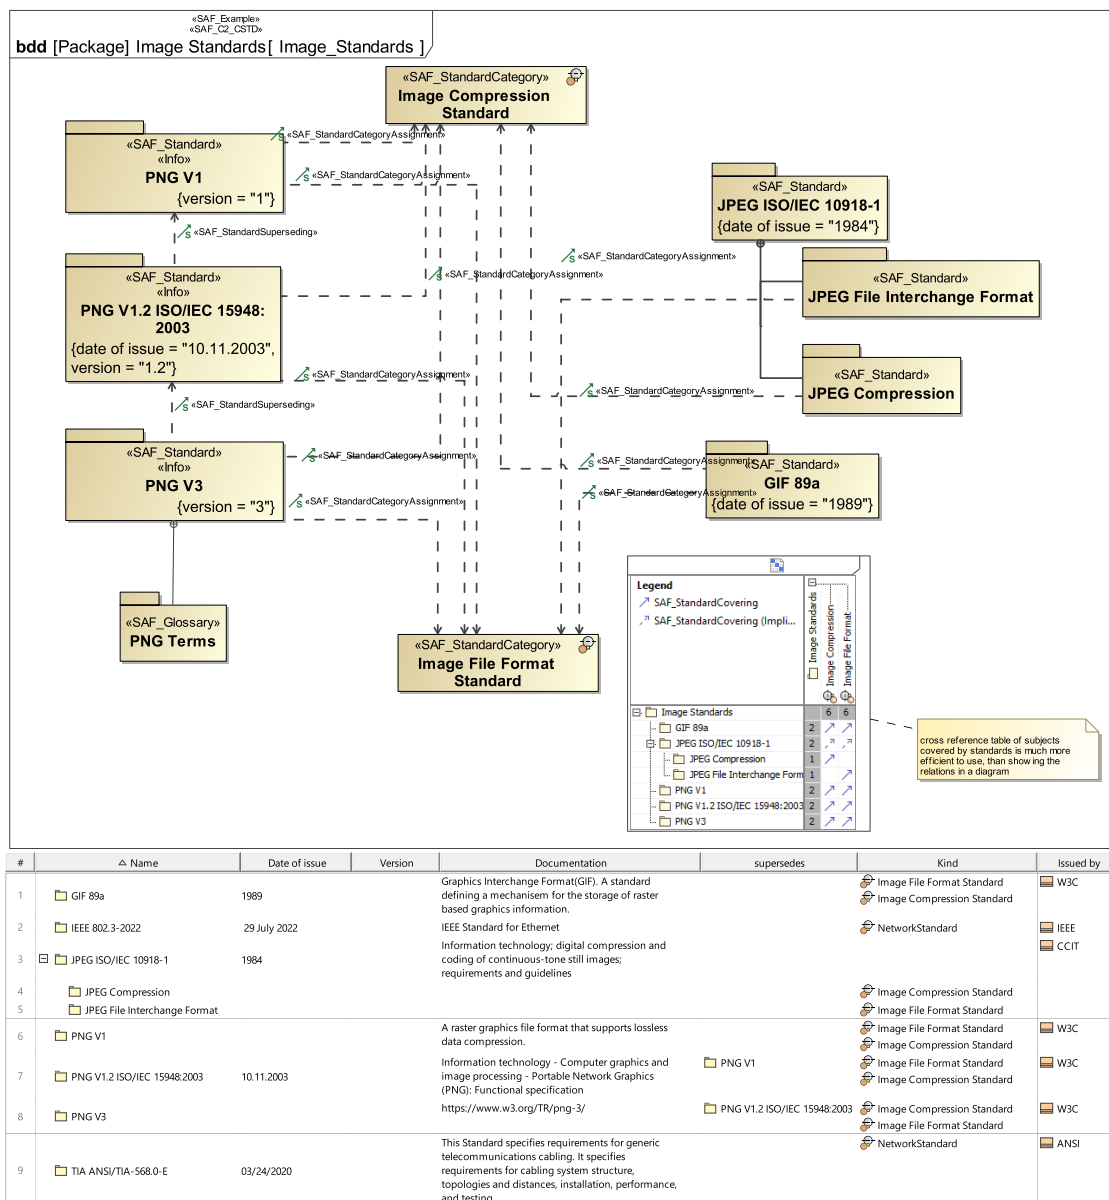 «SAF_Example»
«SAF_C2_CSTD»
bdd [Package] Image Standards[ Image_Standards ]
«SAF_StandardCategory»
Image Compression
Standard
«SAF_Standard»
«Info»
PNG V1
{version = "1"}
«SAF_StandardCategoryAssignment»
«SAF_StandardCategoryAssignment»
«SAF_StandardSuperseding»
«SAF_Standard»
JPEG ISO/IEC 10918-1
{date of issue = "1984"}
«SAF_StandardCategoryAssignment»
«SAF_StandardCategoryAssignment»
«SAF_Standard»
JPEG File Interchange Format
«SAF_Standard»
«Info»
PNG V1.2 ISO/IEC 15948:
2003
{date of issue = "10.11.2003",
version = "1.2"}
«SAF_StandardCategoryAssignment»
«SAF_StandardCategoryAssignment»
«SAF_Standard»
JPEG Compression
«SAF_StandardSuperseding»
«SAF_Standard»
«Info»
PNG V3
{version = "3"}
«SAF_StandardCategoryAssignment»
«SAF_StandardCategoryAssignment»
«SAF_StandardCategoryAssignment»
«SAF_StandardCategoryAssignment»
«SAF_Standard»
GIF 89a
{date of issue = "1989"}
«SAF_Glossary»
PNG Terms
«SAF_StandardCategory»
Image File Format
Standard
Legend
SAF_StandardCovering
SAF_StandardCovering (Impli...
Image Standards
Image Compression
Image File Format
Image Standards 6 6
GIF 89a 2
JPEG ISO/IEC 10918-1 2
JPEG Compression 1
JPEG File Interchange Form 1
PNG V1 2
PNG V1.2 ISO/IEC 15948:2003 2
PNG V3 2
cross reference table of subjects
covered by standards is much more
efficient to use, than showing the
relations in a diagram
# Name Date of issue Version Documentation supersedes Kind Issued by
1 GIF 89a 1989
Graphics Interchange Format(GIF). A standard
defining a mechanisem for the storage of raster
based graphics information.
Image File Format Standard
Image Compression Standard
W3C
2 IEEE 802.3-2022 29 July 2022 IEEE Standard for Ethernet NetworkStandard IEEE
3 JPEG ISO/IEC 10918-1 1984
Information technology; digital compression and
coding of continuous-tone still images;
requirements and guidelines
CCIT
4 JPEG Compression Image Compression Standard
5 JPEG File Interchange Format Image File Format Standard
6 PNG V1
A raster graphics file format that supports lossless
data compression.
Image File Format Standard
Image Compression Standard
W3C
7 PNG V1.2 ISO/IEC 15948:2003 10.11.2003
Information technology - Computer graphics and
image processing - Portable Network Graphics
(PNG): Functional specification
PNG V1
Image File Format Standard
Image Compression Standard
W3C
8 PNG V3
https://www.w3.org/TR/png-3/
PNG V1.2 ISO/IEC 15948:2003
Image Compression Standard
Image File Format Standard
W3C
9 TIA ANSI/TIA-568.0-E 03/24/2020
This Standard specifies requirements for generic
telecommunications cabling. It specifies
requirements for cabling system structure,
topologies and distances, installation, performance,
and testing
NetworkStandard
ANSI